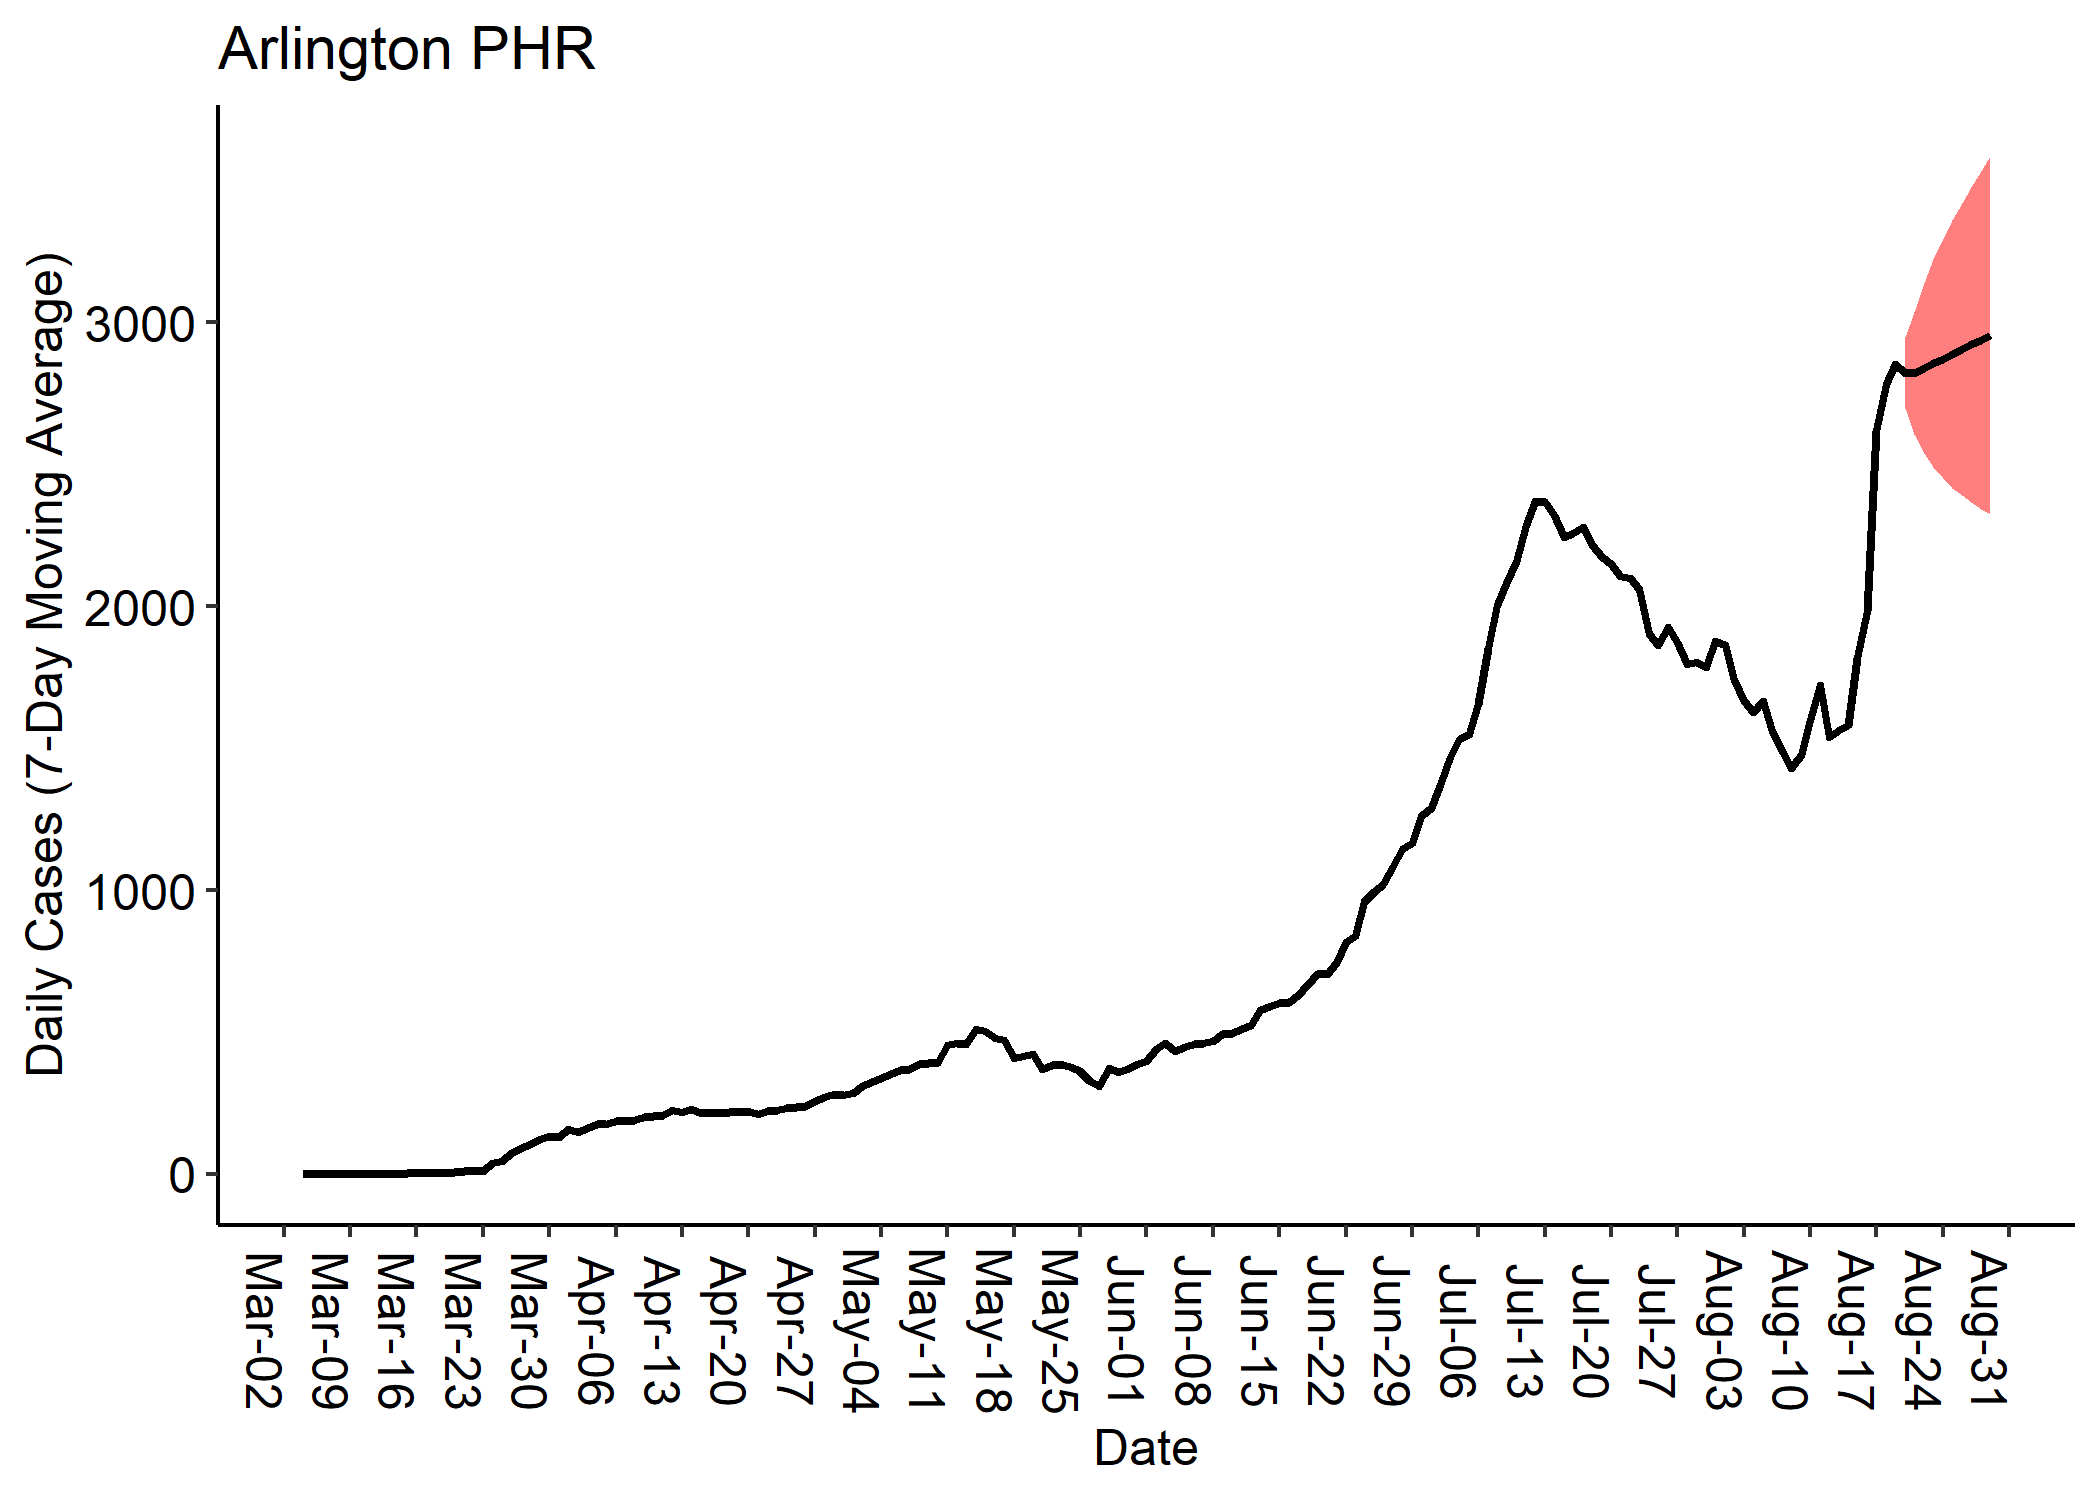 Arlington PHR
Daily Cases (7-Day Moving Average)
3000
2000
1000
0
Mar-02
Mar-09
Mar-16
Mar-23
Mar-30
Apr-06
Apr-13
Apr-20
Apr-27
May-04
May-11
May-18
May-25
Jun-01
Jun-08
Jun-15
Jun-22
Jun-29
Jul-06
Jul-13
Jul-20
Jul-27
Aug-03
Aug-10
Aug-17
Aug-24
Aug-31
Date